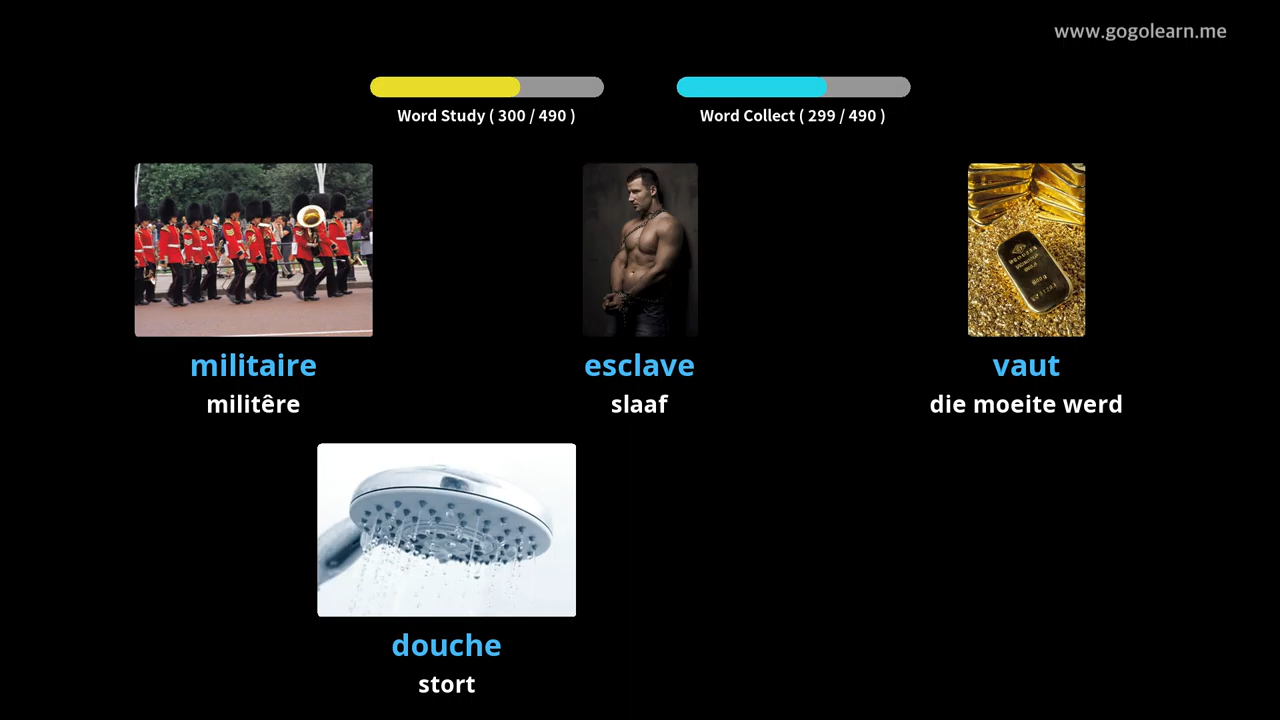 www.gogolearn.me
Word Study ( 300 / 490 )
Word Collect ( 299 / 490 )
militaire
militêre
esclave
slaaf
vaut
die moeite werd
douche
stort